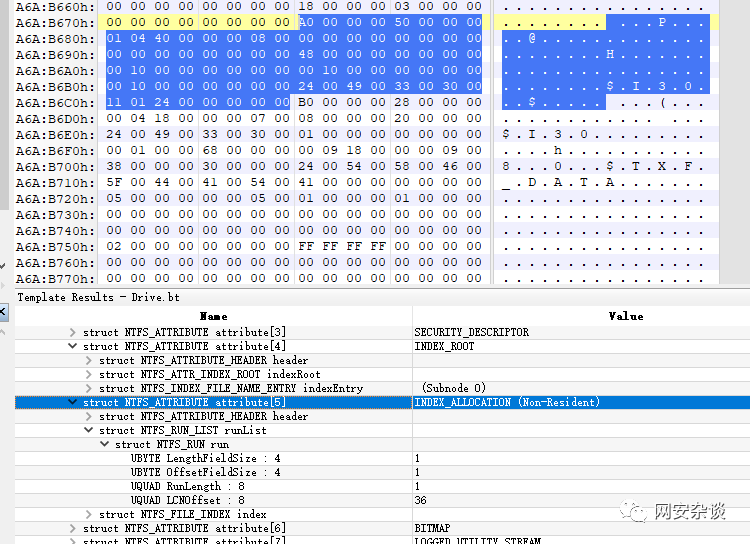 A6A:B660h: 00 00 00 00 00 00 00 00 18 00 00 00 03 00 00 00 ................
A6A:B670h: 00 00 00 00 00 00 00 00 A0 00 00 00 50 00 00 00 ........ ...P...
A6A:B680h: 01 04 40 00 00 00 08 00 00 00 00 00 00 00 00 00 ..@.............
A6A:B690h: 00 00 00 00 00 00 00 00 48 00 00 00 00 00 00 00 ........H.......
A6A:B6A0h: 00 10 00 00 00 00 00 00 00 10 00 00 00 00 00 00 ................
A6A:B6B0h: 00 10 00 00 00 00 00 00 24 00 49 00 33 00 30 00 ........$.I.3.0.
A6A:B6C0h: 11 01 24 00 00 00 00 00 B0 00 00 00 28 00 00 00 ..$..... ...(...
A6A:B6D0h: 00 04 18 00 00 00 07 00 08 00 00 00 20 00 00 00 ............ ...
A6A:B6E0h: 24 00 49 00 33 00 30 00 01 00 00 00 00 00 00 00 $.I.3.0.........
A6A:B6F0h: 00 01 00 00 68 00 00 00 00 09 18 00 00 00 09 00 ....h...........
A6A:B700h: 38 00 00 00 30 00 00 00 24 00 54 00 58 00 46 00 8...0...$.T.X.F.
A6A:B710h: 5F 00 44 00 41 00 54 00 41 00 00 00 00 00 00 00 _.D.A.T.A.......
A6A:B720h: 05 00 00 00 00 00 05 00 01 00 00 00 01 00 00 00 ................
A6A:B730h: 00 00 00 00 00 00 00 00 00 00 00 00 00 00 00 00 ................
A6A:B740h: 00 00 00 00 00 00 00 00 00 00 00 00 00 00 00 00 ................
A6A:B750h: 02 00 00 00 00 00 00 00 FF FF FF FF 00 00 00 00 ................
A6A:B760h: 00 00 00 00 00 00 00 00 00 00 00 00 00 00 00 00 ................
A6A:B770h: 00 00 00 00 00 00 00 00 00 00 00 00 00 00 00 00 ................
Template Results - Drive.bt
Name Value
struct NTFS_ATTRIBUTE attribute[3] SECURITY_DESCRIPTOR
struct NTFS_ATTRIBUTE attribute[4] INDEX_ROOT
struct NTFS_ATTRIBUTE_HEADER header
struct NTFS_ATTR_INDEX_ROOT indexRoot
struct NTFS_INDEX_FILE_NAME_ENTRY indexEntry (Subnode 0)
struct NTFS_ATTRIBUTE attribute[5] INDEX_ALLOCATION (Non-Resident)
struct NTFS_ATTRIBUTE_HEADER header
struct NTFS_RUN_LIST runList
struct NTFS_RUN run
UBYTE LengthFieldSize : 4 1
UBYTE OffsetFieldSize : 4 1
UQUAD RunLength : 8 1
UQUAD LCNOffset : 8 36
struct NTFS_FILE_INDEX index
struct NTFS_ATTRIBUTE attribute[6] BITMAP
struct NTFS_ATTRIBUTE attribute[7] LOGGED_UTILITY_STREAM
网安杂谈